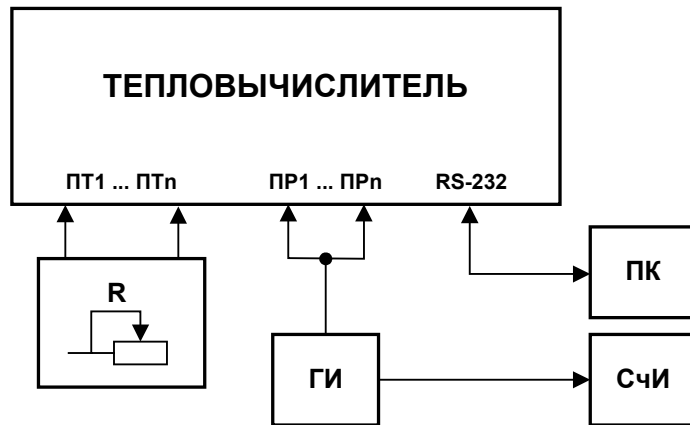 ТЕПЛОВЫЧИСЛИТЕЛЬ
ПТ1 ... ПТn ПР1 ... ПРn RS-232
R
ПК
ГИ
СчИ